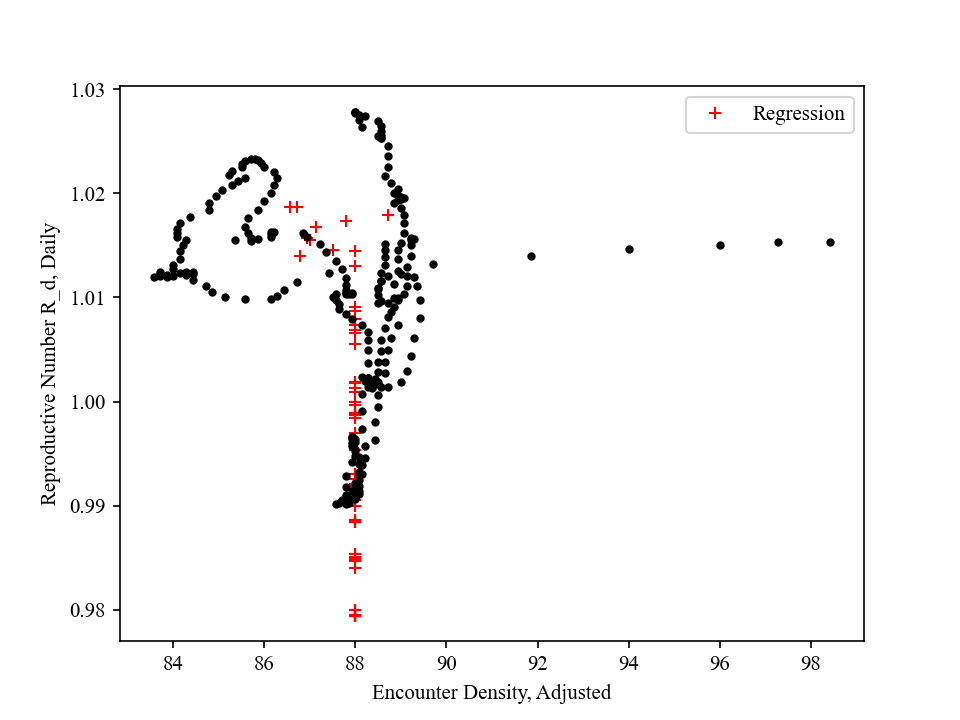 1.03
Regression
1.02
1.01
1.00
0.99
0.98
Reproductive Number R_d, Daily
84 86 88 90 92 94 96 98
Encounter Density, Adjusted